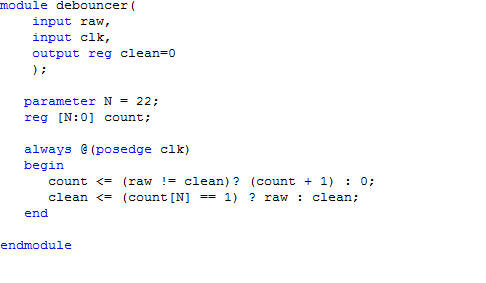 module debouncer(
    input raw,
    input clk,
    output reg clean=0
    );
   parameter N = 22;
   reg [N:0] count;
   always @(posedge clk)
   begin
      count <= (raw != clean)? (count + 1) : 0;
      clean <= (count[N] == 1) ? raw : clean;
   end
endmodule